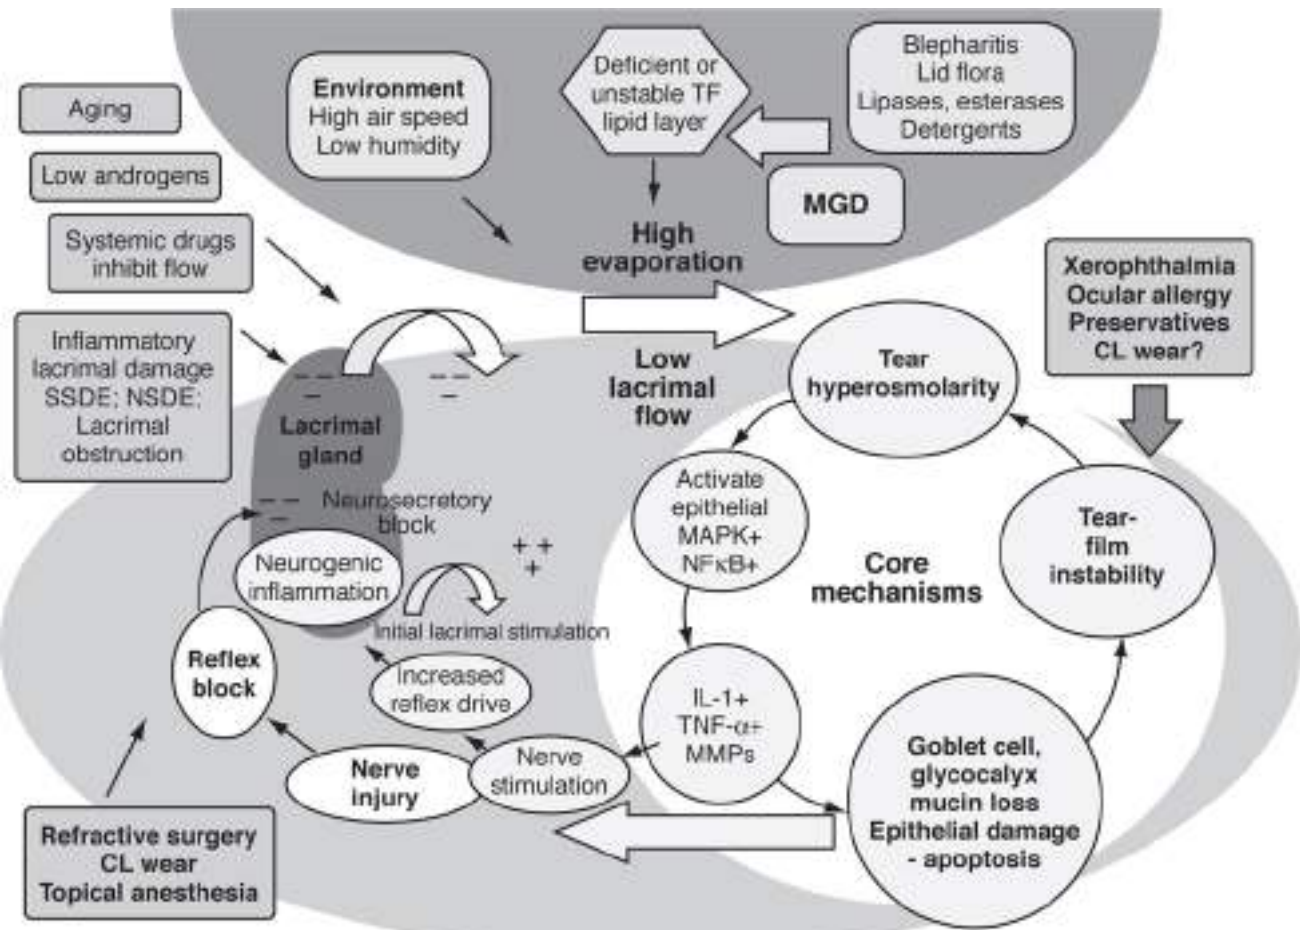 Aging
Low androgens
Systemic drugs
inhibit flow
Inflammatory
lacrimal damage
SSDE; NSDE;
Lacrimal
obstruction
Environment
High air speed
Low humidity
Deficient or
unstable TF
lipid layer
Blepharitis
Lid flora
Lipases, esterases
Detergents
MGD
High
evaporation
Low
lacrimal
flow
Xerophthalmia
Ocular allergy
Preservatives
CL wear?
Tear
hyperosmolarity
Tear-
film
instability
Core
mechanisms
Activate
epithelial
MAPK+
NFκB+
IL-1+
TNF-α+
MMPs
Goblet cell,
glycocalyx
mucin loss
Epithelial damage
- apoptosis
Lacrimal
gland
– –
–
– –
–
– –
–
Neurosecretory
block
+ +
+
Neurogenic
inflammation
Initial lacrimal stimulation
Increased
reflex drive
Reflex
block
Nerve
stimulation
Nerve
injury
Refractive surgery
CL wear
Topical anesthesia